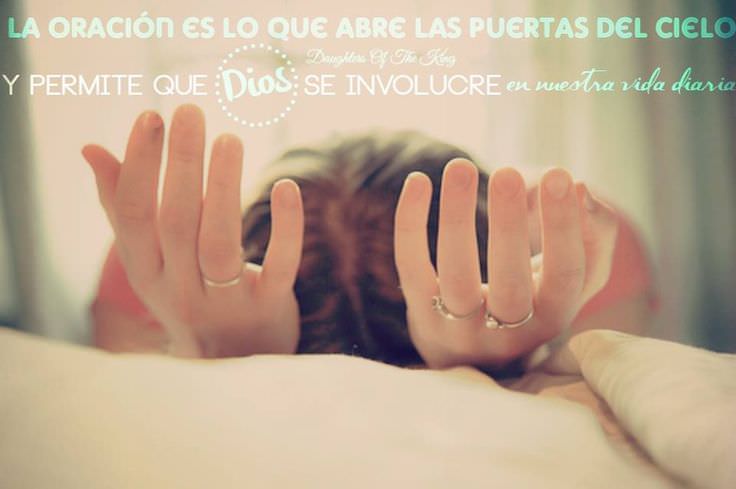 LA ORACIÓN ES LO QUE ABRE LAS PUERTAS DEL CIELO
Daughters Of The King
Y PERMITE QUE Dios SE INVOLUCRE en nuestra vida diaria